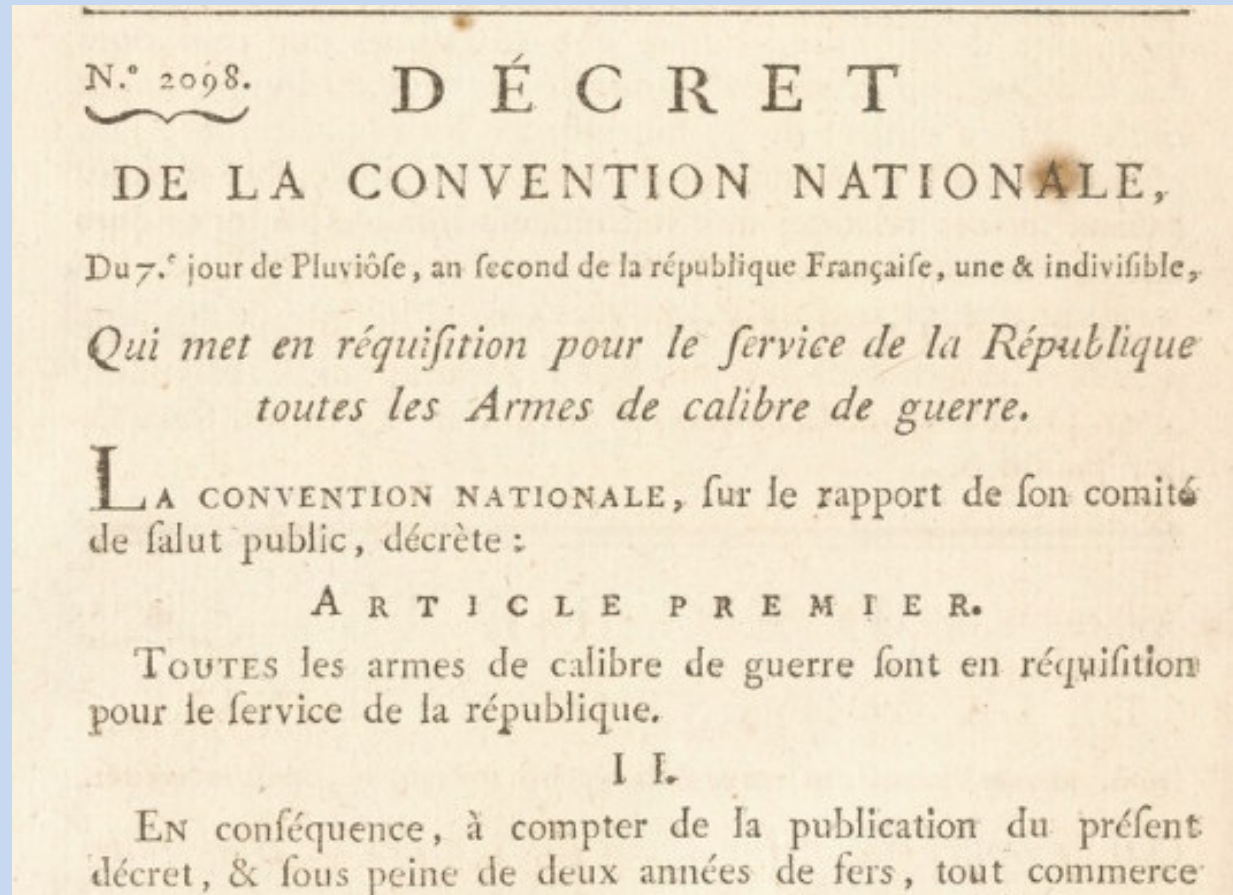 N.º 2098.
DÉCRET
DE LA CONVENTION NATIONALE,
Du 7.ᵉ jour de Pluviôſe, an ſecond de la république Françaiſe, une & indiviſible,
Qui met en réquiſition pour le ſervice de la République
toutes les Armes de calibre de guerre.
LA CONVENTION NATIONALE, ſur le rapport de ſon comité
de ſalut public, décrète :
ARTICLE PREMIER.
TOUTES les armes de calibre de guerre ſont en réquiſition
pour le ſervice de la république.
II.
EN conſéquence, à compter de la publication du préſent
décret, & ſous peine de deux années de fers, tout commerce